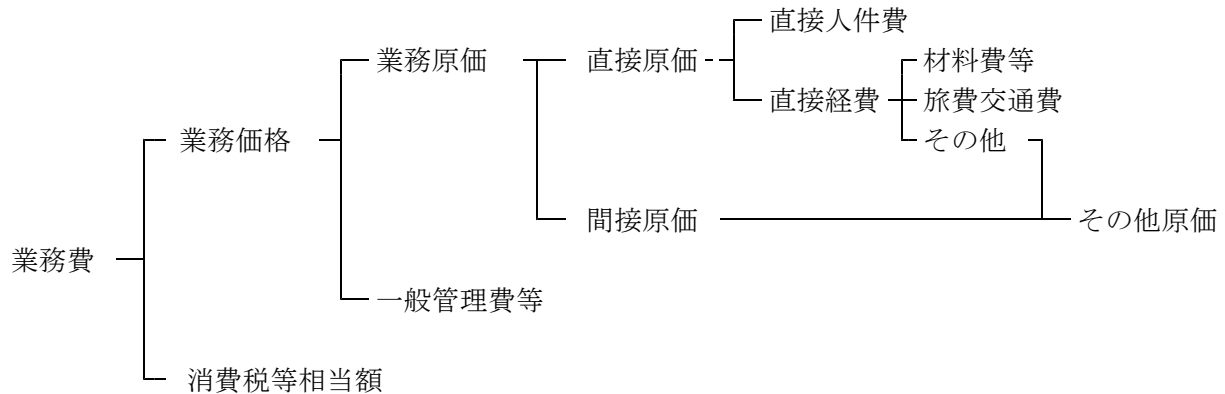 直接人件費
業務原価 直接原価 材料費等
直接経費 旅費交通費
業務価格 その他
間接原価 その他原価
業務費
一般管理費等
消費税等相当額